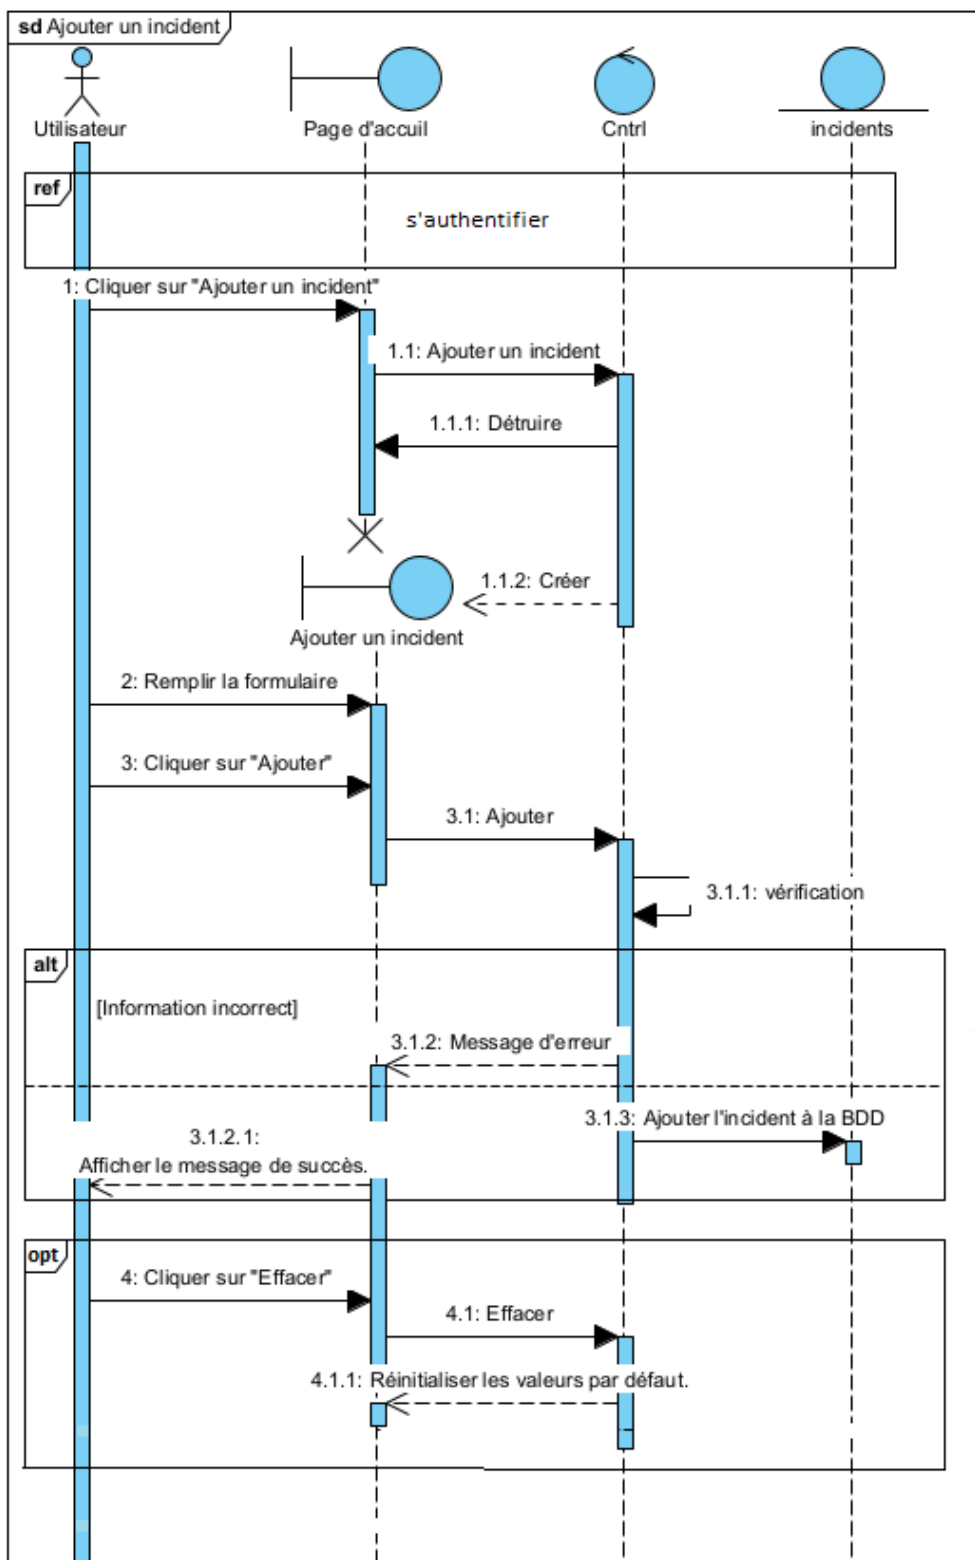 sd Ajouter un incident
Utilisateur
Page d'accuil
Cntrl
incidents
ref
s'authentifier
1: Cliquer sur "Ajouter un incident"
1.1: Ajouter un incident
1.1.1: Détruire
1.1.2: Créer
Ajouter un incident
2: Remplir la formulaire
3: Cliquer sur "Ajouter"
3.1: Ajouter
3.1.1: vérification
alt
[Information incorrect]
3.1.2: Message d'erreur
3.1.3: Ajouter l'incident à la BDD
3.1.2.1:
Afficher le message de succès.
opt
4: Cliquer sur "Effacer"
4.1: Effacer
4.1.1: Réinitialiser les valeurs par défaut.